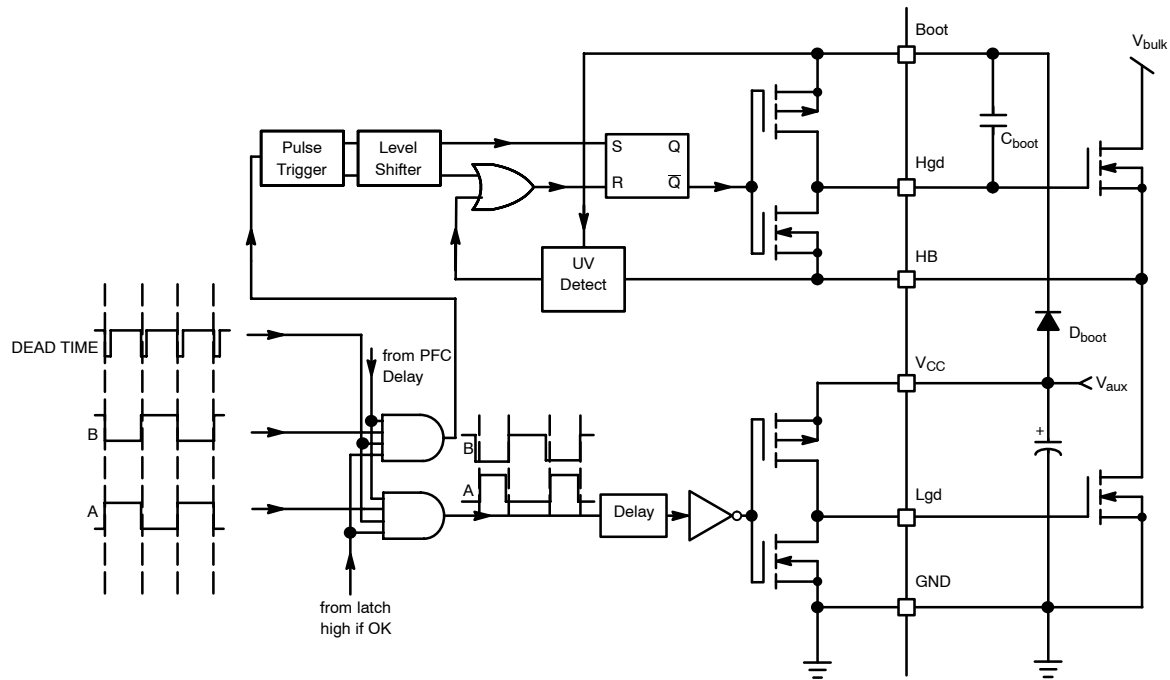 Boot
V_bulk
Pulse
Trigger
Level
Shifter
S
Q
R
Q̅
C_boot
Hgd
HB
UV
Detect
DEAD TIME
from PFC
Delay
D_boot
V_CC
V_aux
B
B
A
A
+
Delay
Lgd
GND
from latch
high if OK